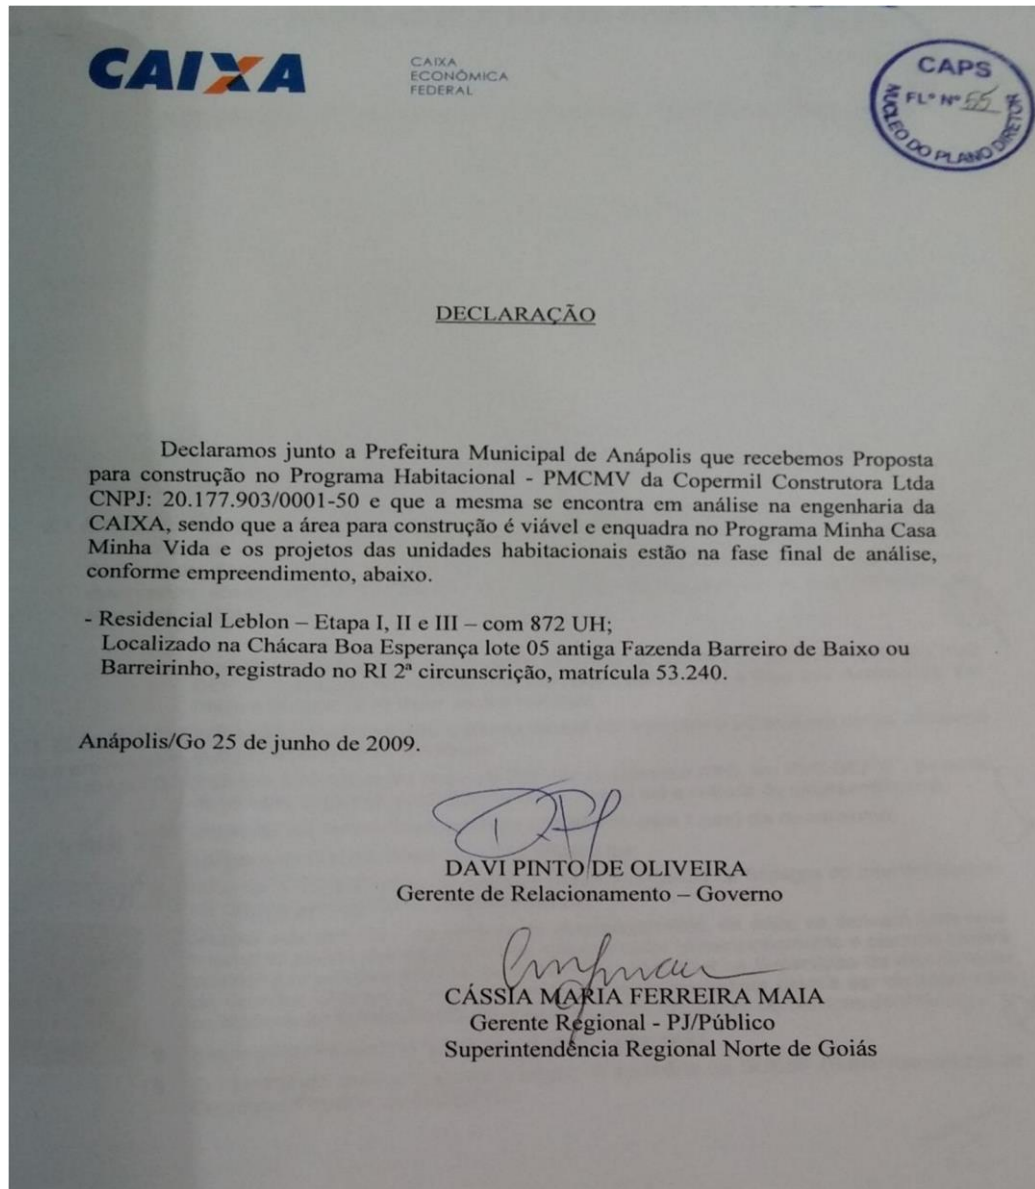 CAIXA
CAIXA
ECONÔMICA
FEDERAL
CAPS
FL° Nº 55
NUCLEO DO PLANO DIRETOR
DECLARAÇÃO
Declaramos junto a Prefeitura Municipal de Anápolis que recebemos Proposta
para construção no Programa Habitacional - PMCMV da Copermil Construtora Ltda
CNPJ: 20.177.903/0001-50 e que a mesma se encontra em análise na engenharia da
CAIXA, sendo que a área para construção é viável e enquadra no Programa Minha Casa
Minha Vida e os projetos das unidades habitacionais estão na fase final de análise,
conforme empreendimento, abaixo.
- Residencial Leblon – Etapa I, II e III – com 872 UH;
Localizado na Chácara Boa Esperança lote 05 antiga Fazenda Barreiro de Baixo ou
Barreirinho, registrado no RI 2ª circunscrição, matrícula 53.240.
Anápolis/Go 25 de junho de 2009.
DAVI PINTO DE OLIVEIRA
Gerente de Relacionamento – Governo
CÁSSIA MARIA FERREIRA MAIA
Gerente Regional - PJ/Público
Superintendência Regional Norte de Goiás